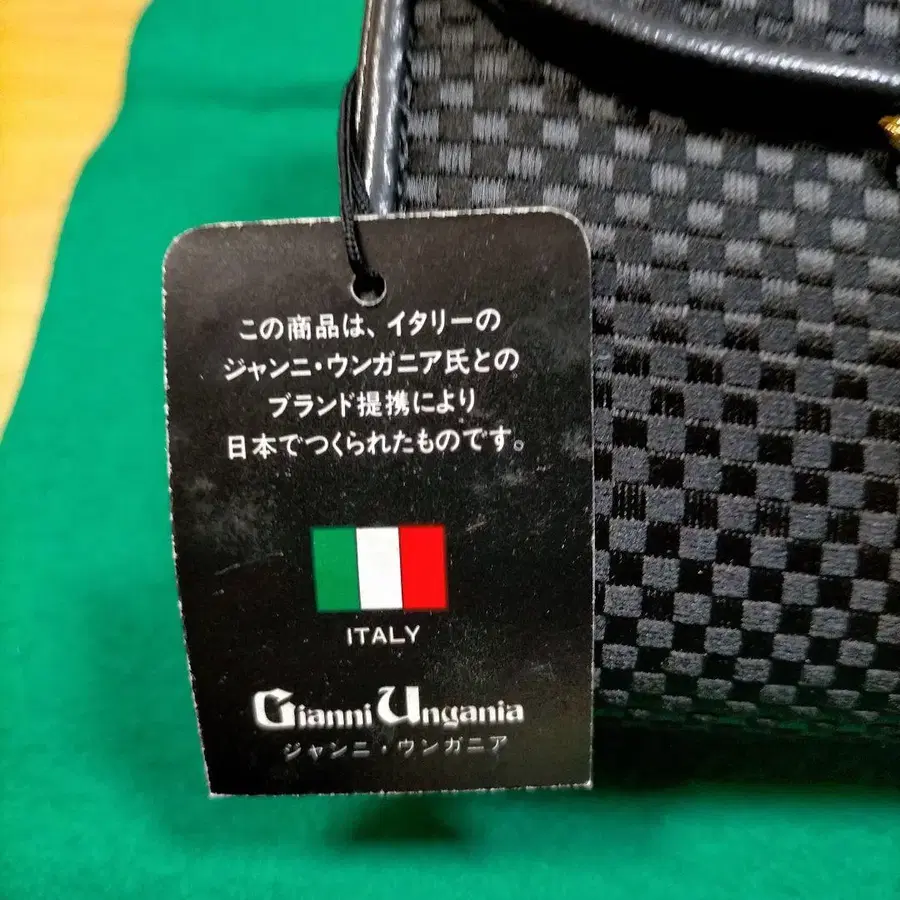 この商品は、イタリーの
ジャンニ・ウンガニア氏との
ブランド提携により
日本でつくられたものです。
ITALY
Gianni Ungania
ジャンニ・ウンガニア